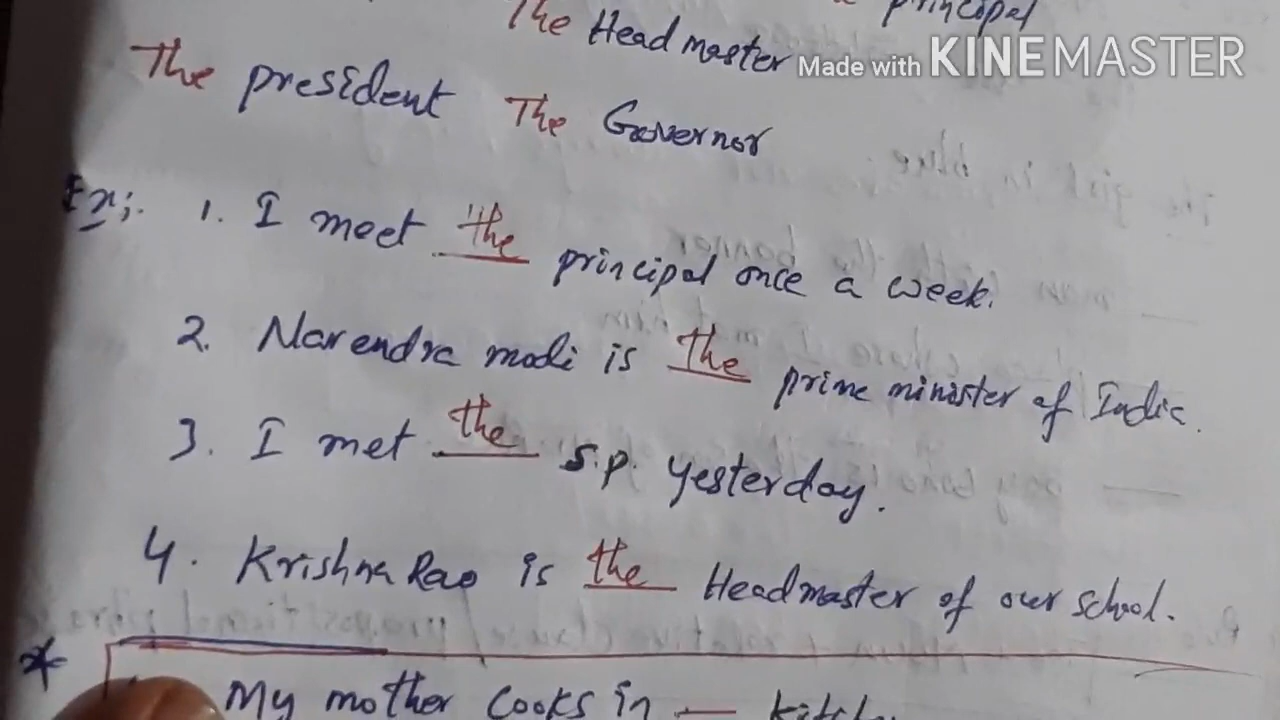 principal
The Headmaster
Made with KINEMASTER
The president The Governor
Ex:. 1. I meet the principal once a week.
2. Narendra modi is the prime minister of India.
3. I met the s.p. yesterday.
4. Krishna Rao is the Headmaster of our school.
* My mother cooks in —